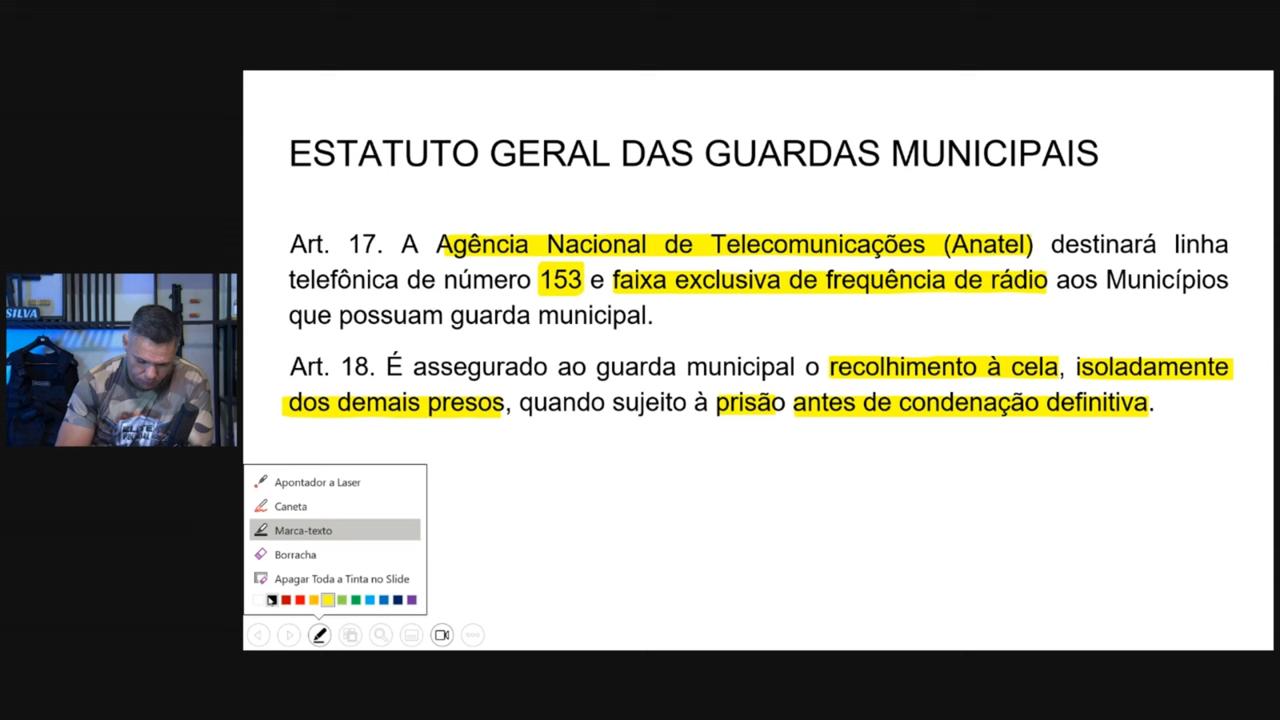 ESTATUTO GERAL DAS GUARDAS MUNICIPAIS
Art. 17. A Agência Nacional de Telecomunicações (Anatel) destinará linha
telefônica de número 153 e faixa exclusiva de frequência de rádio aos Municípios
que possuam guarda municipal.
Art. 18. É assegurado ao guarda municipal o recolhimento à cela, isoladamente
dos demais presos, quando sujeito à prisão antes de condenação definitiva.
SILVA
ELITE
Apontador a Laser
Caneta
Marca-texto
Borracha
Apagar Toda a Tinta no Slide